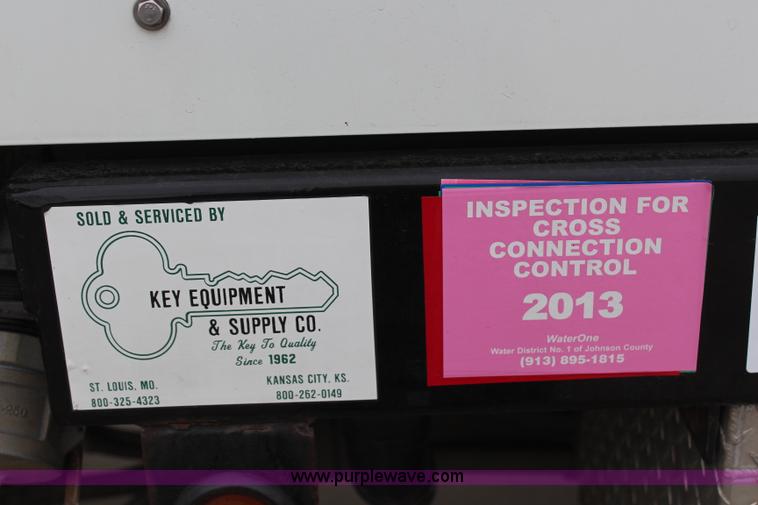 SOLD & SERVICED BY
KEY EQUIPMENT
& SUPPLY CO.
The Key To Quality
Since 1962
ST. LOUIS, MO.
800-325-4323
KANSAS CITY, KS.
800-262-0149
INSPECTION FOR
CROSS
CONNECTION
CONTROL
2013
WaterOne
Water District No. 1 of Johnson County
(913) 895-1815
www.purplewave.com